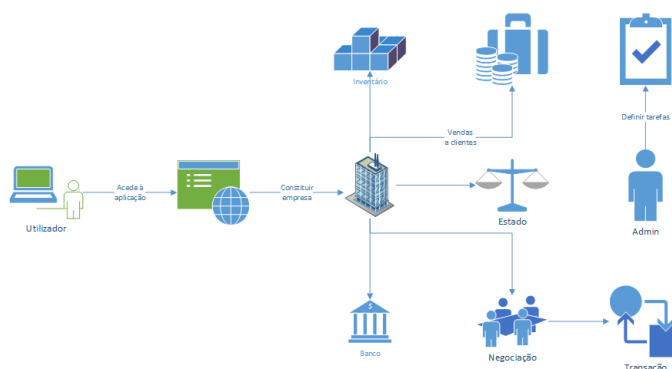 Inventário
Vendas
a clientes
Definir tarefas
Acede à
aplicação
Constituir
empresa
Utilizador
Estado
Admin
$
Banco
Negociação
Transação